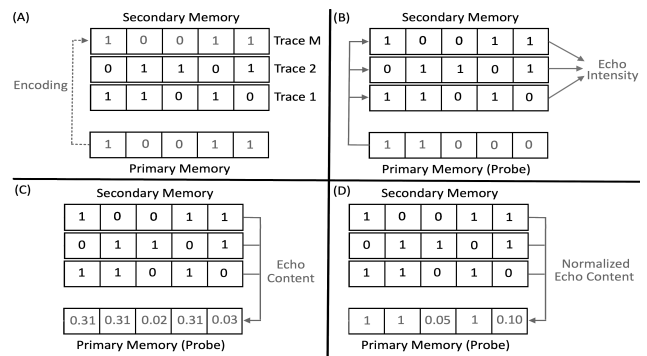 (A)
Secondary Memory
1 0 0 1 1 Trace M
0 1 1 0 1 Trace 2
1 1 0 1 0 Trace 1
Encoding
1 0 0 1 1
Primary Memory
(B)
Secondary Memory
1 0 0 1 1
0 1 1 0 1
1 1 0 1 0
Echo
Intensity
1 1 0 0 0
Primary Memory (Probe)
(C)
Secondary Memory
1 0 0 1 1
0 1 1 0 1
1 1 0 1 0
Echo
Content
0.31 0.31 0.02 0.31 0.03
Primary Memory (Probe)
(D)
Secondary Memory
1 0 0 1 1
0 1 1 0 1
1 1 0 1 0
Normalized
Echo Content
1 1 0.05 1 0.10
Primary Memory (Probe)